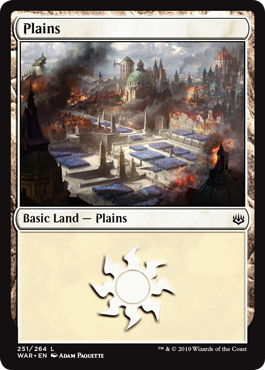 Plains
Basic Land — Plains
251/264 L
WAR • EN Adam Paquette
™ & © 2019 Wizards of the Coast